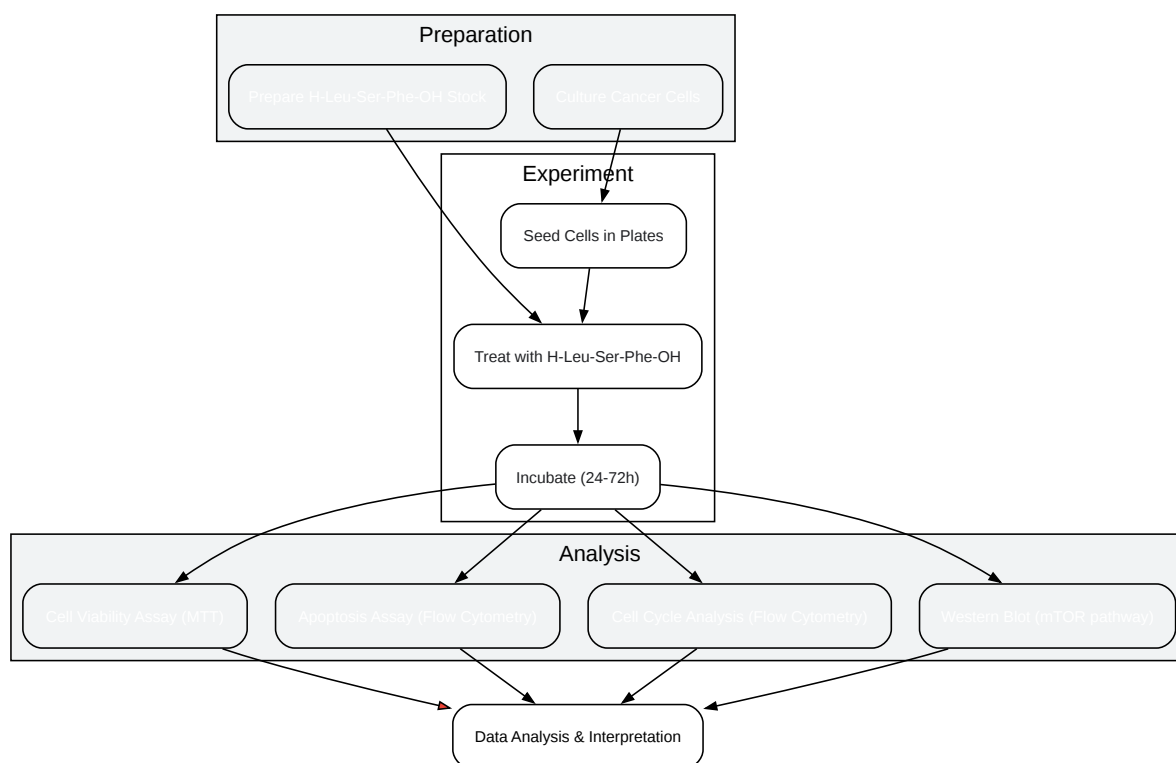 Preparation
Prepare H-Leu-Ser-Phe-OH Stock
Culture Cancer Cells
Experiment
Seed Cells in Plates
Treat with H-Leu-Ser-Phe-OH
Incubate (24-72h)
Analysis
Cell Viability Assay (MTT)
Apoptosis Assay (Flow Cytometry)
Cell Cycle Analysis (Flow Cytometry)
Western Blot (mTOR pathway)
Data Analysis & Interpretation